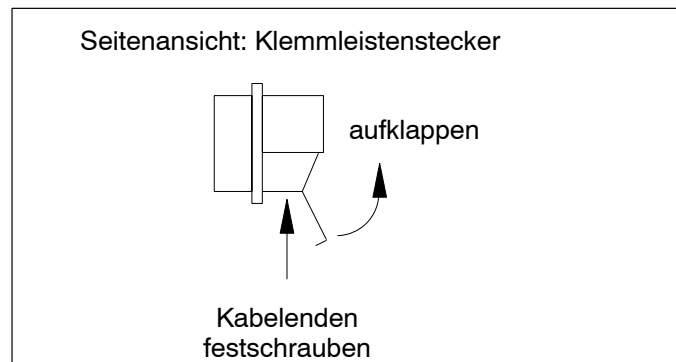 Seitenansicht: Klemmleistenstecker
aufklappen
Kabelenden
festschrauben